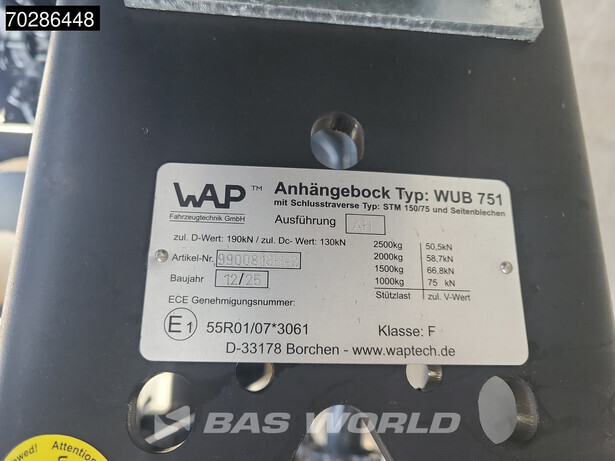 70286448
WAP™
Fahrzeugtechnik GmbH
Anhängebock Typ: WUB 751
mit Schlusstraverse Typ: STM 150/75 und Seitenblechen
Ausführung
zul. D-Wert: 190kN / zul. Dc- Wert: 130kN
Artikel-Nr.
Baujahr 12/25
2500kg 50,5kN
2000kg 58,7kN
1500kg 66,8kN
1000kg 75 kN
Stützlast zul. V-Wert
ECE Genehmigungsnummer:
E1 55R01/07*3061 Klasse: F
D-33178 Borchen - www.waptech.de
BAS WORLD
wed! Attention